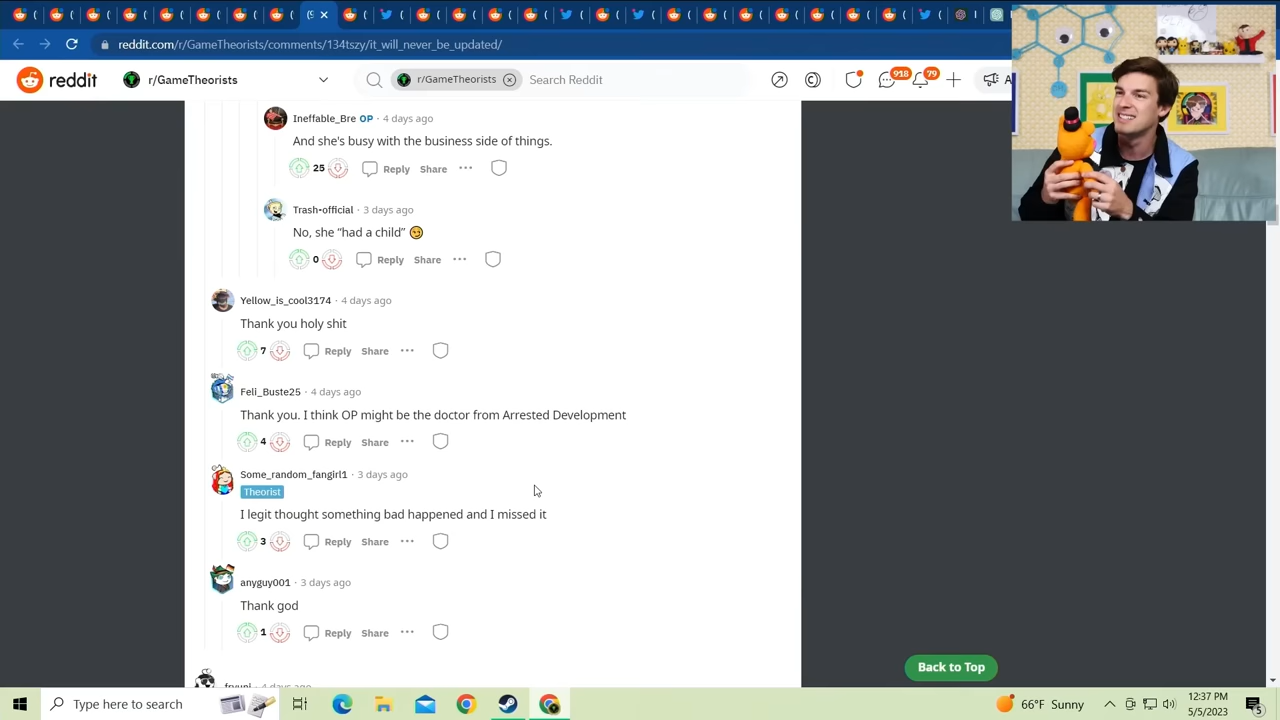 reddit.com/r/GameTheorists/comments/134tszy/it_will_never_be_updated/
reddit
r/GameTheorists
r/GameTheorists
Search Reddit
918
79
A
Ineffable_Bre OP · 4 days ago
And she's busy with the business side of things.
25 Reply Share ...
Trash-official · 3 days ago
No, she “had a child” 😉
0 Reply Share ...
Yellow_is_cool3174 · 4 days ago
Thank you holy shit
7 Reply Share ...
Feli_Buste25 · 4 days ago
Thank you. I think OP might be the doctor from Arrested Development
4 Reply Share ...
Some_random_fangirl1 · 3 days ago
Theorist
I legit thought something bad happened and I missed it
3 Reply Share ...
anyguy001 · 3 days ago
Thank god
1 Reply Share ...
Back to Top
Type here to search
66°F Sunny
12:37 PM
5/5/2023
5